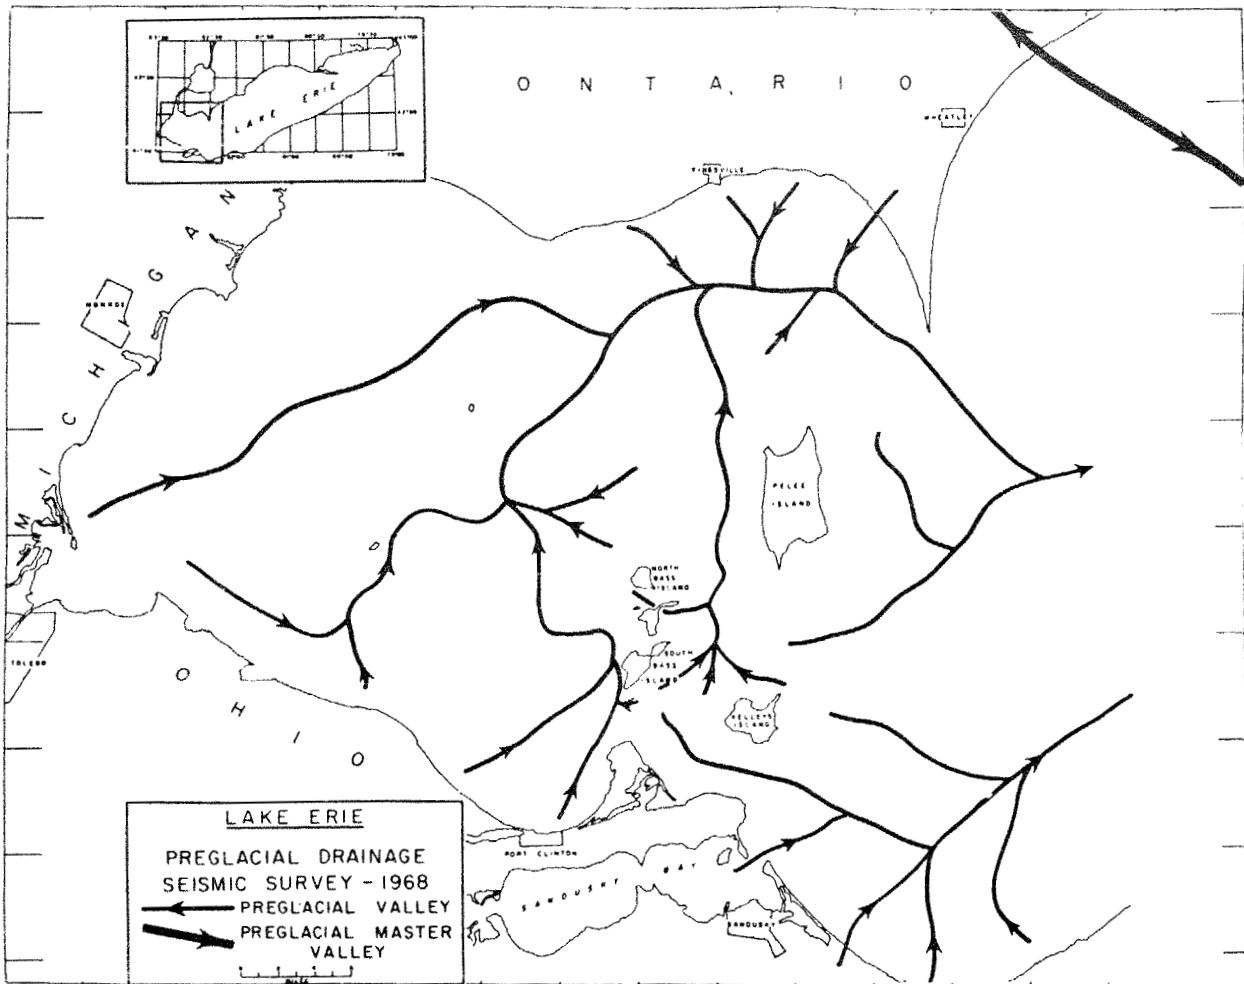 ONTARIO
LAKE ERIE
WHEATLEY
KINGSVILLE
MICHIGAN
MONROE
PELEE
ISLAND
NORTH
BASS
ISLAND
SOUTH
BASS
ISLAND
KELLEYS
ISLAND
TOLEDO
OHIO
PORT CLINTON
SANDUSKY BAY
SANDUSKY
LAKE ERIE
PREGLACIAL DRAINAGE
SEISMIC SURVEY - 1968
PREGLACIAL VALLEY
PREGLACIAL MASTER
VALLEY
MILES